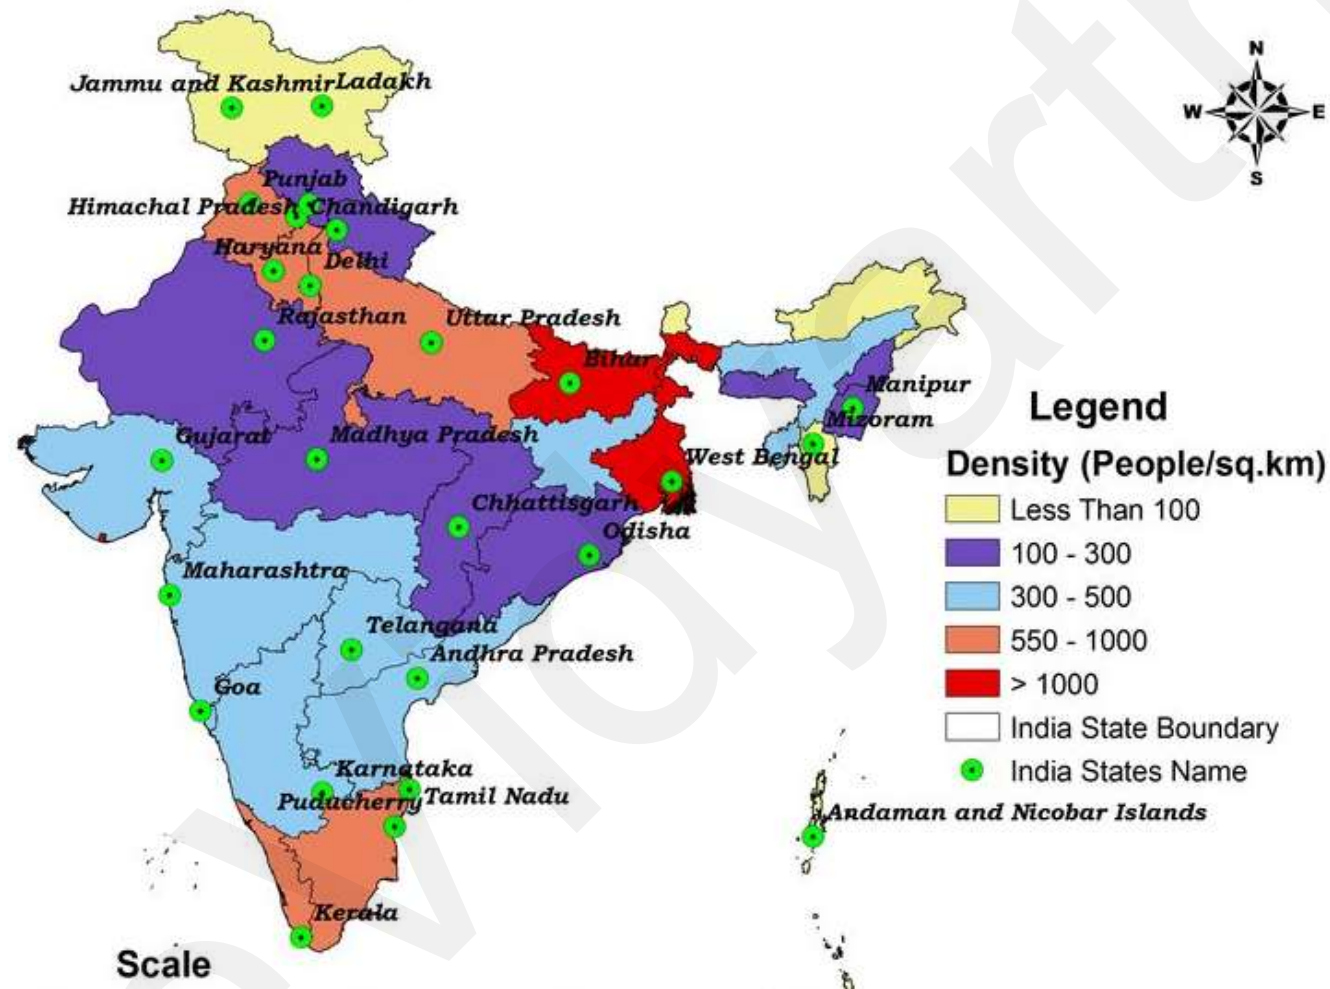 N
W E
S
Jammu and Kashmir Ladakh
Punjab
Himachal Pradesh Chandigarh
Haryana Delhi
Rajasthan Uttar Pradesh
Bihar
Manipur
Mizoram
Gujarat Madhya Pradesh
West Bengal
Chhattisgarh
Odisha
Maharashtra
Telangana
Andhra Pradesh
Goa
Karnataka
Puducherry Tamil Nadu
Andaman and Nicobar Islands
Kerala
Scale
Legend
Density (People/sq.km)
Less Than 100
100 - 300
300 - 500
550 - 1000
> 1000
India State Boundary
India States Name